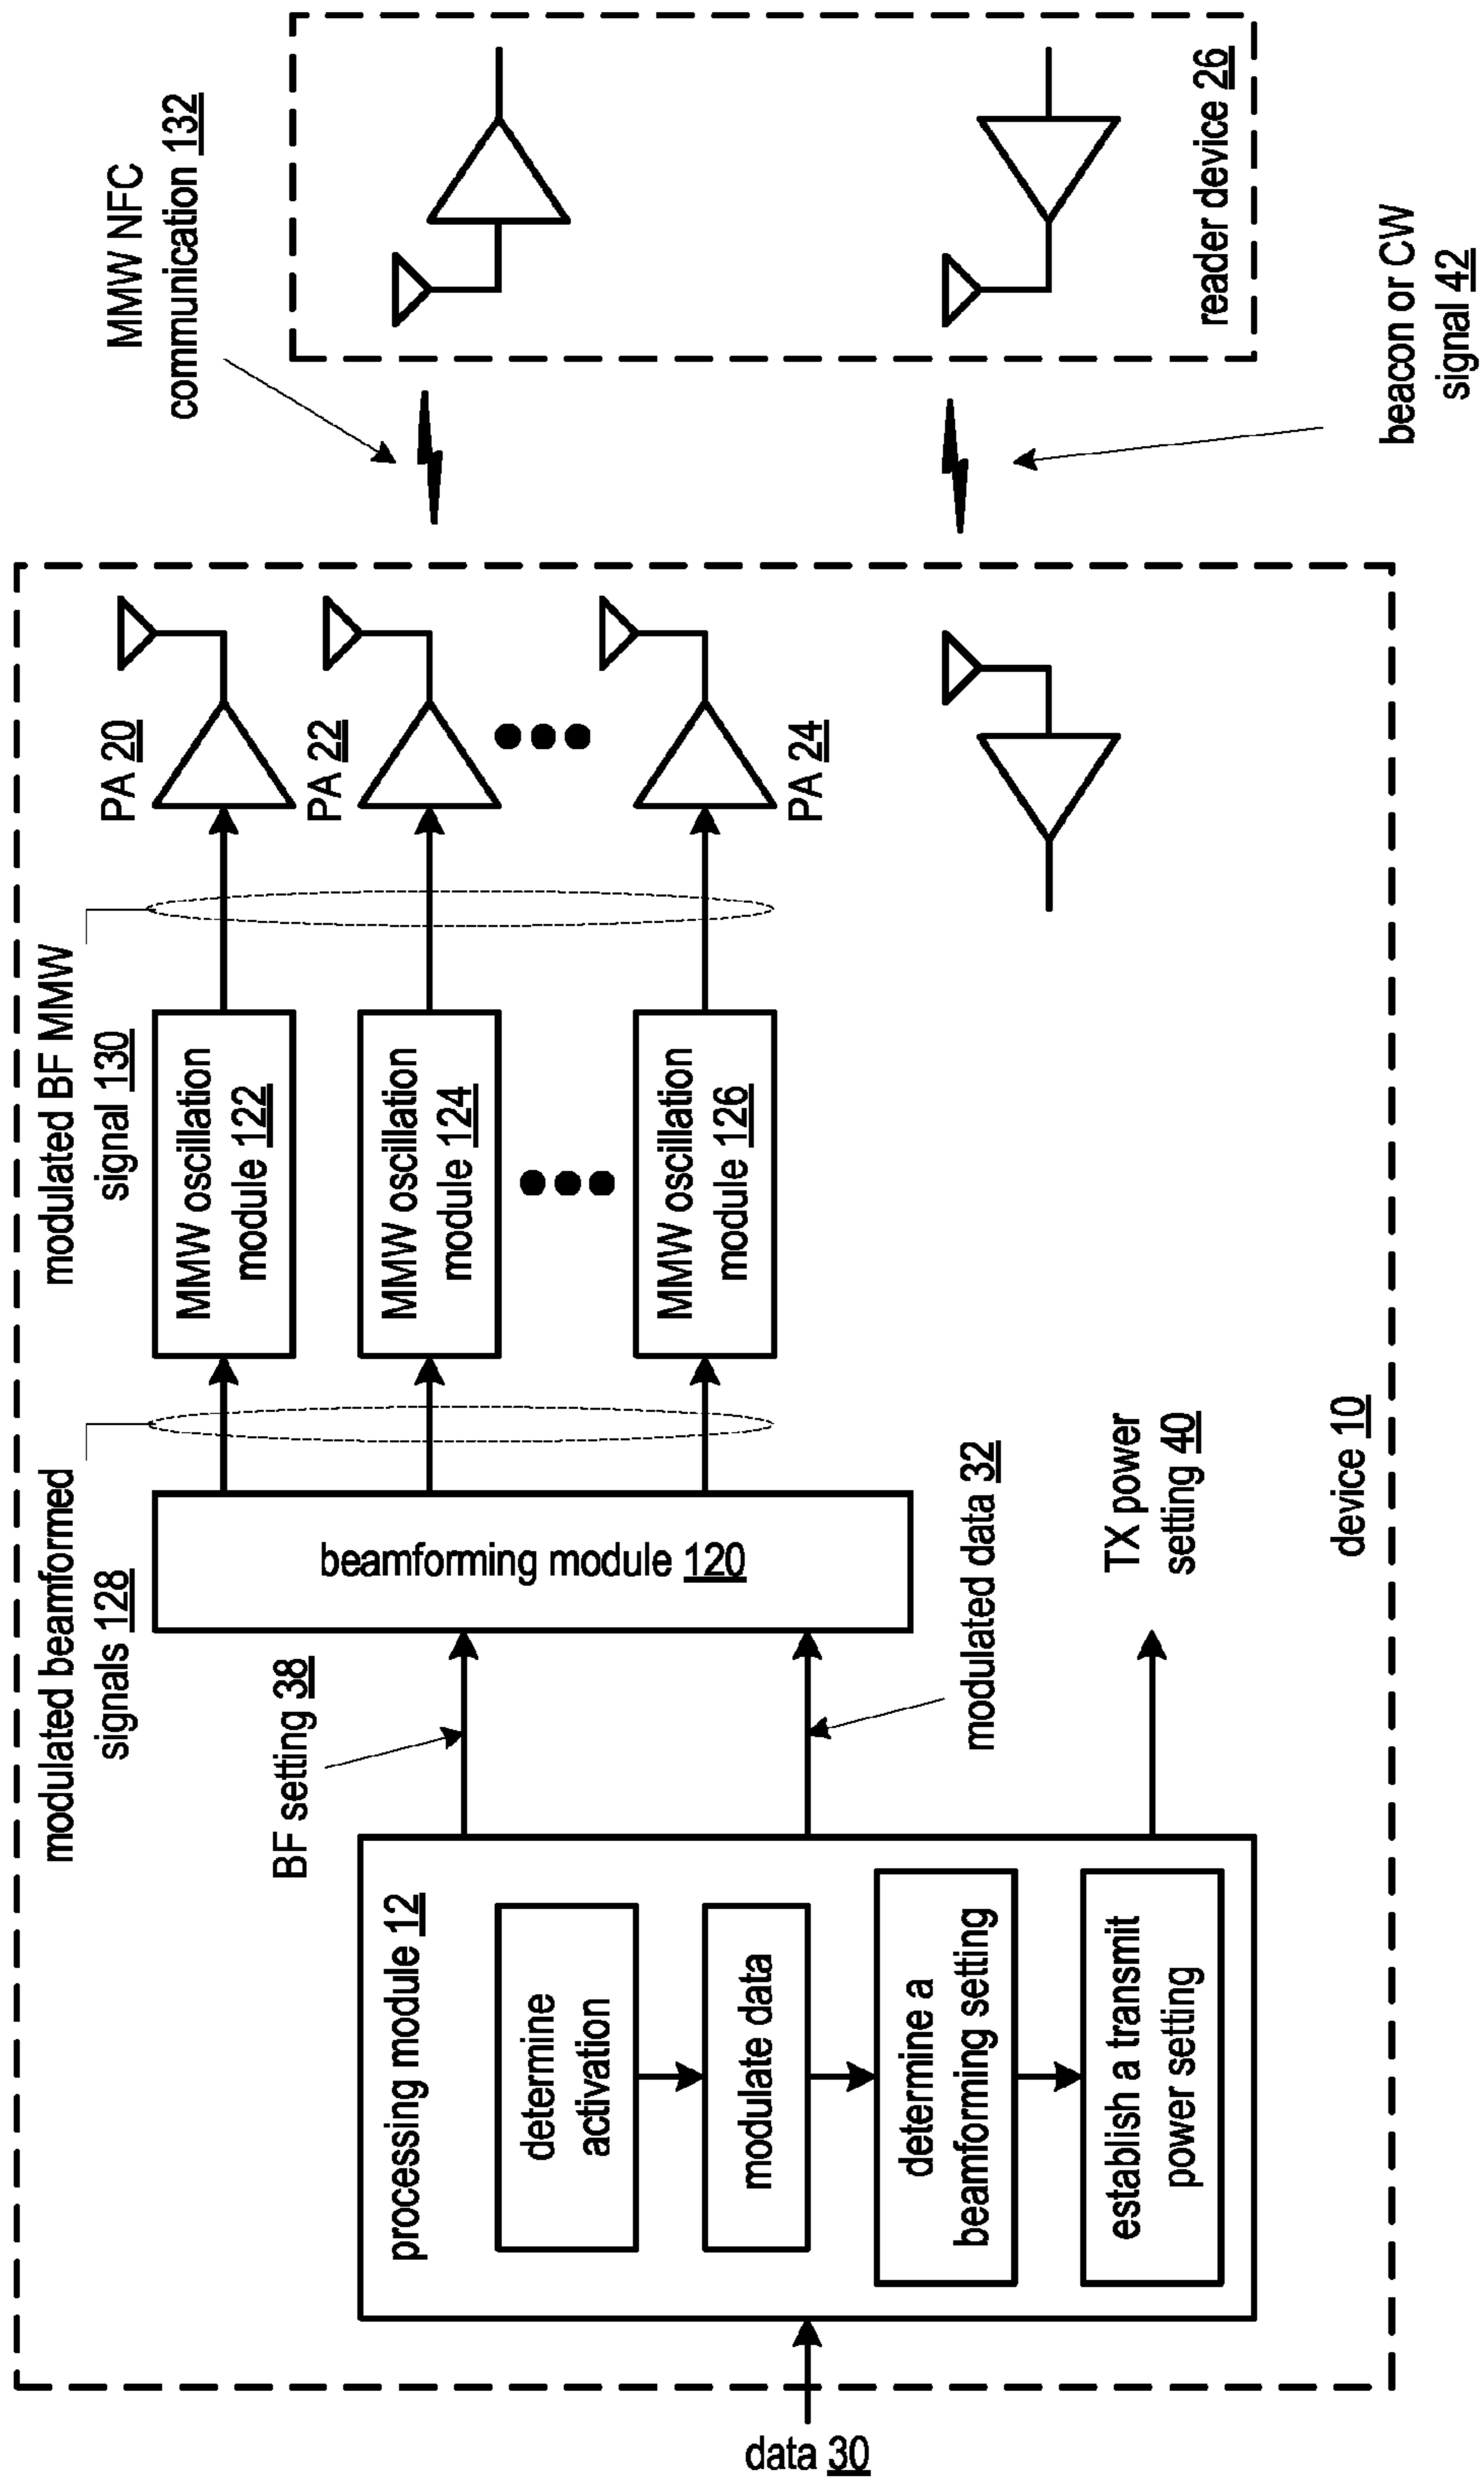 data 30
processing module 12
determine
activation
modulate data
determine a
beamforming setting
establish a transmit
power setting
BF setting 38
modulated data 32
TX power
setting 40
beamforming module 120
modulated beamformed
signals 128
MMW oscillation
module 122
MMW oscillation
module 124
MMW oscillation
module 126
modulated BF MMW
signal 130
PA 20
PA 22
PA 24
device 10
MMW NFC
communication 132
beacon or CW
signal 42
reader device 26